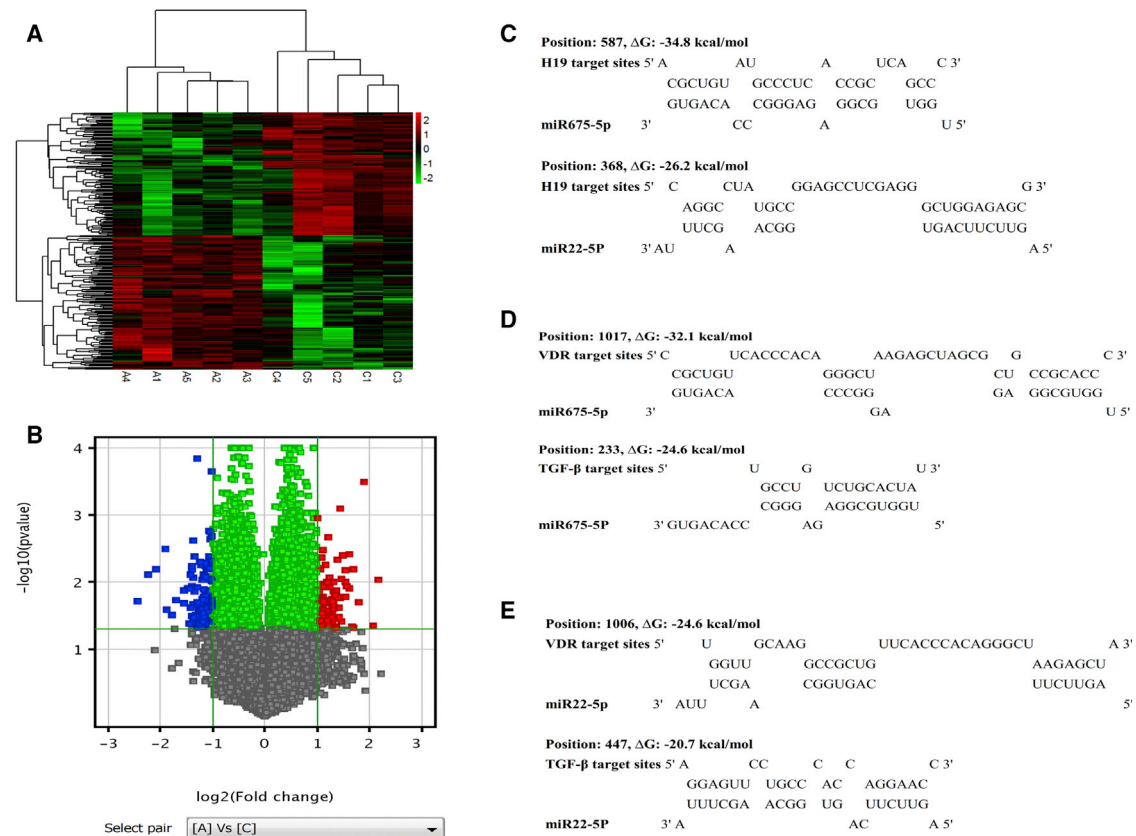 A
2
1
0
-1
-2
A4 A1 A5 A2 A3 C4 C5 C2 C1 C3
B
4
3
2
1
-log10(pvalue)
−3 −2 −1 0 1 2 3
log2(Fold change)
Select pair [A] Vs [C]
C
Position: 587, ΔG: -34.8 kcal/mol
H19 target sites 5' A AU A UCA C 3'
CGCUGU GCCCUC CCGC GCC
GUGACA CGGGAG GGCG UGG
miR675-5p 3' CC A U 5'
Position: 368, ΔG: -26.2 kcal/mol
H19 target sites 5' C CUA GGAGCCUCGAGG G 3'
AGGC UGCC GCUGGAGAGC
UUCG ACGG UGACUUCUUG
miR22-5P 3' AU A A 5'
D
Position: 1017, ΔG: -32.1 kcal/mol
VDR target sites 5' C UCACCCACA AAGAGCUAGCG G C 3'
CGCUGU GGGCU CU CCGCACC
GUGACA CCCGG GA GGCGUGG
miR675-5p 3' GA U 5'
Position: 233, ΔG: -24.6 kcal/mol
TGF-β target sites 5' U G U 3'
GCCU UCUGCACUA
CGGG AGGCGUGGU
miR675-5P 3' GUGACACC AG 5'
E
Position: 1006, ΔG: -24.6 kcal/mol
VDR target sites 5' U GCAAG UUCACCCACAGGGCU A 3'
GGUU GCCGCUG AAGAGCU
UCGA CGGUGAC UUCUUGA
miR22-5p 3' AUU A 5'
Position: 447, ΔG: -20.7 kcal/mol
TGF-β target sites 5' A CC C C C 3'
GGAGUU UGCC AC AGGAAC
UUUCGA ACGG UG UUCUUG
miR22-5P 3' A AC A 5'